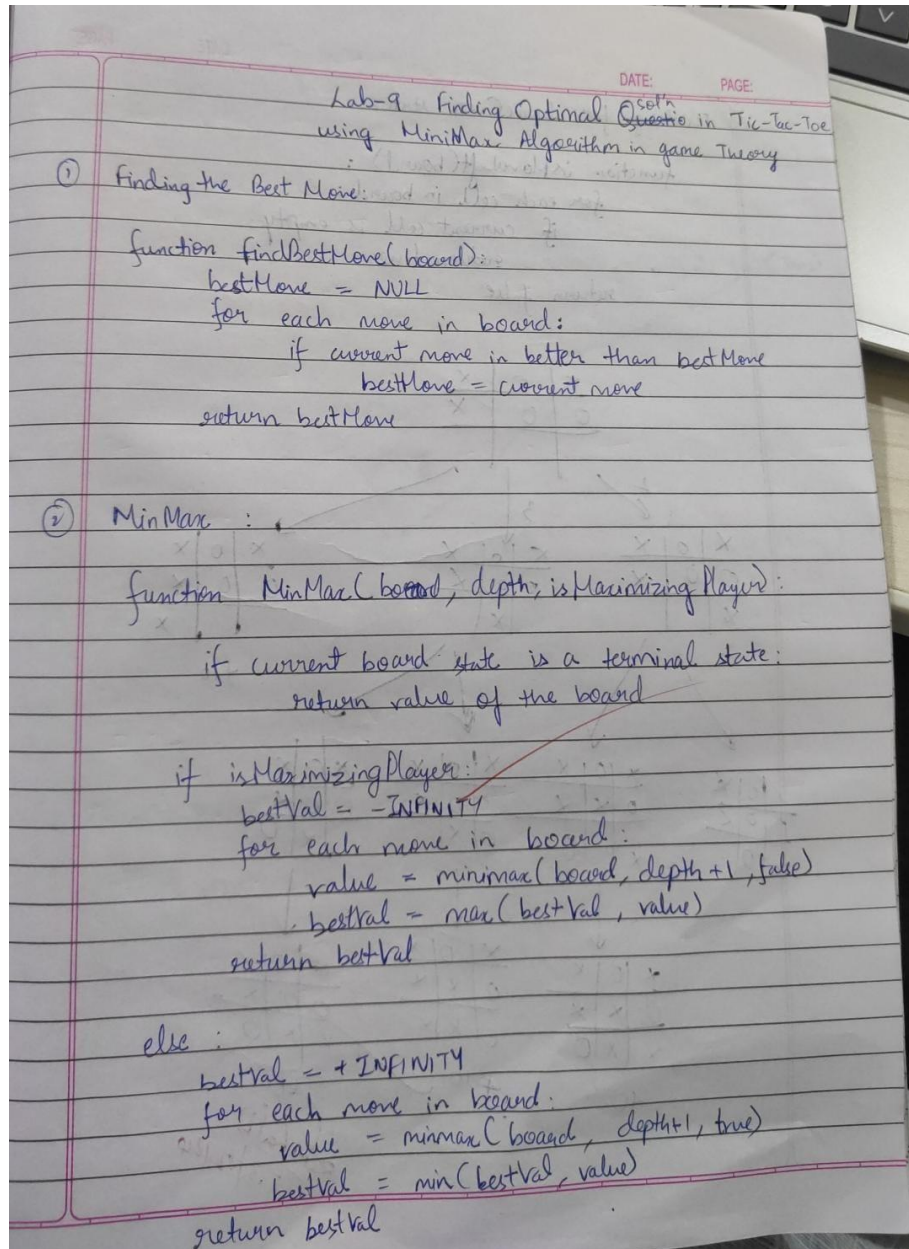 DATE: PAGE:
Lab-9 Finding Optimal Questio sol'n in Tic-Tac-Toe
using MiniMax Algorithm in game Theory
① Finding the Best Move:
function findBestMove(board):
bestMove = NULL
for each move in board:
if current move in better than bestMove
bestMove = current move
return bestMove
② MinMax :
function MinMax(board, depth, isMaximizingPlayer):
if current board state is a terminal state:
return value of the board
if isMaximizingPlayer:
bestVal = -INFINITY
for each move in board:
value = minimax(board, depth+1, false)
bestVal = max(bestVal, value)
return bestVal
else :
bestVal = +INFINITY
for each move in board:
value = minmax(board, depth+1, true)
bestVal = min(bestVal, value)
return bestVal